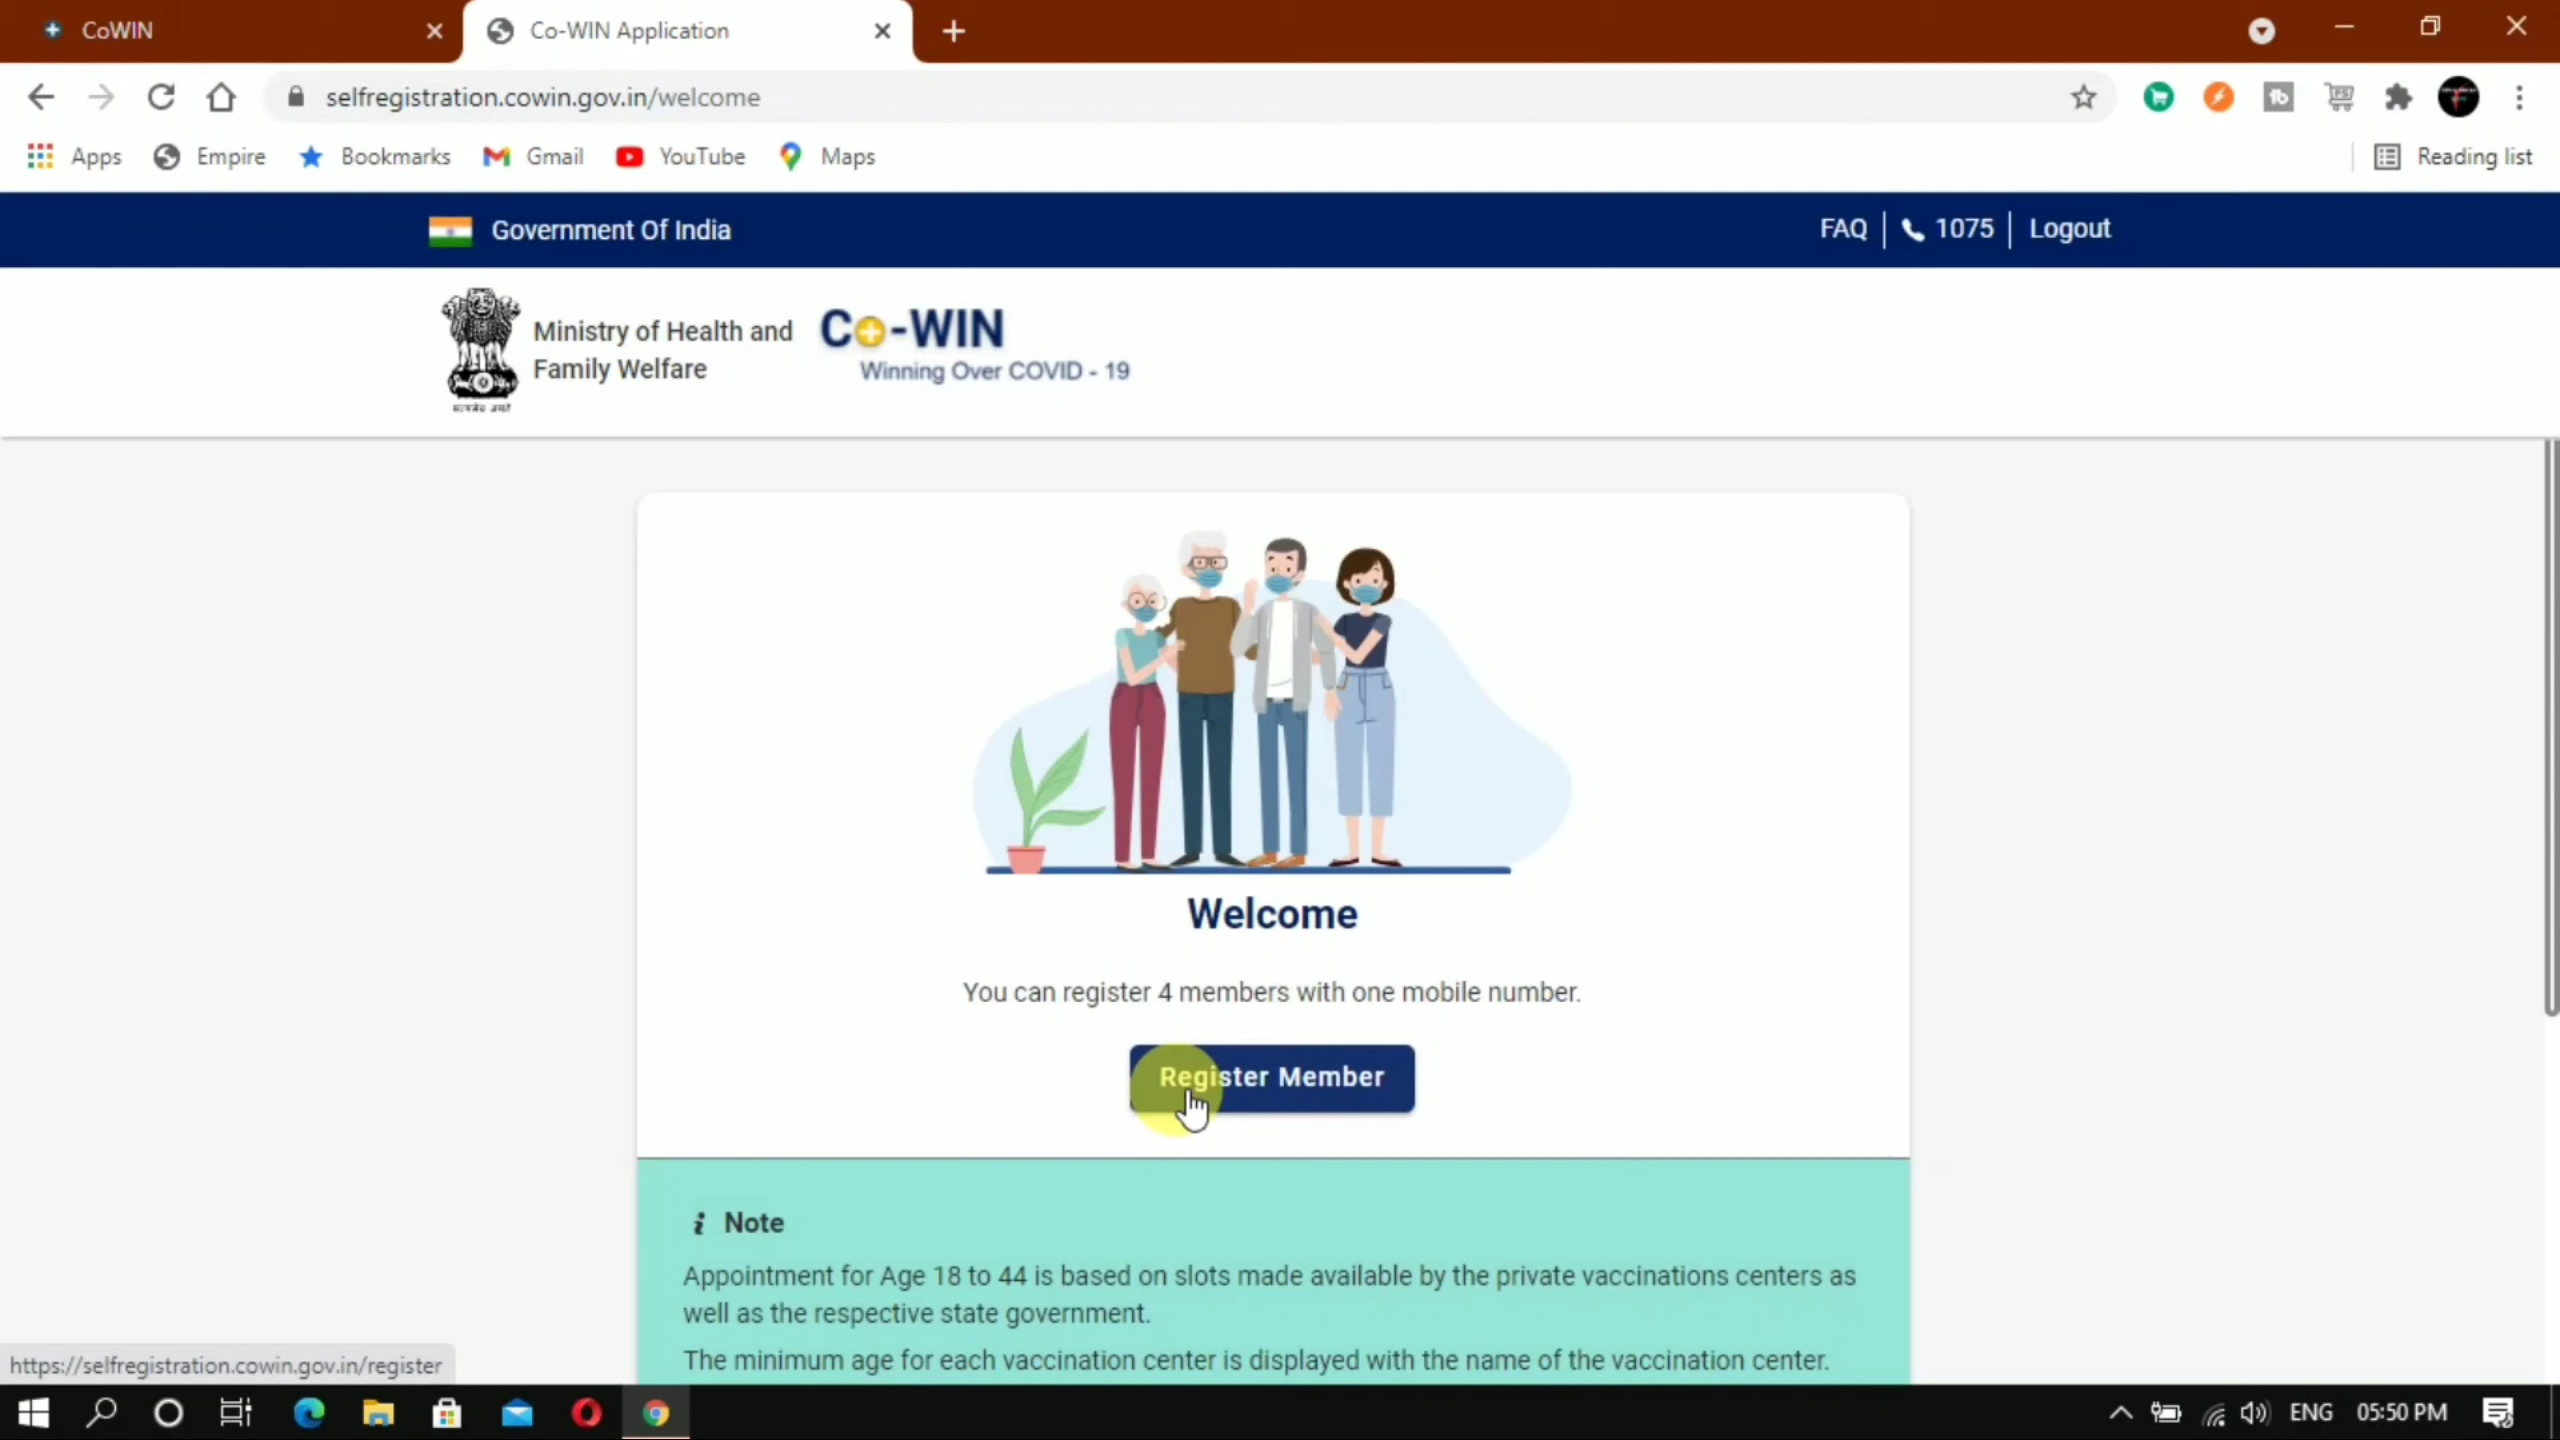 CoWIN
Co-WIN Application
selfregistration.cowin.gov.in/welcome
Apps
Empire
Bookmarks
Gmail
YouTube
Maps
Reading list
Government Of India
FAQ
1075
Logout
Ministry of Health and
Family Welfare
Co-WIN
Winning Over COVID - 19
Welcome
You can register 4 members with one mobile number.
Register Member
i Note
Appointment for Age 18 to 44 is based on slots made available by the private vaccinations centers as
well as the respective state government.
The minimum age for each vaccination center is displayed with the name of the vaccination center.
https://selfregistration.cowin.gov.in/register
ENG
05:50 PM